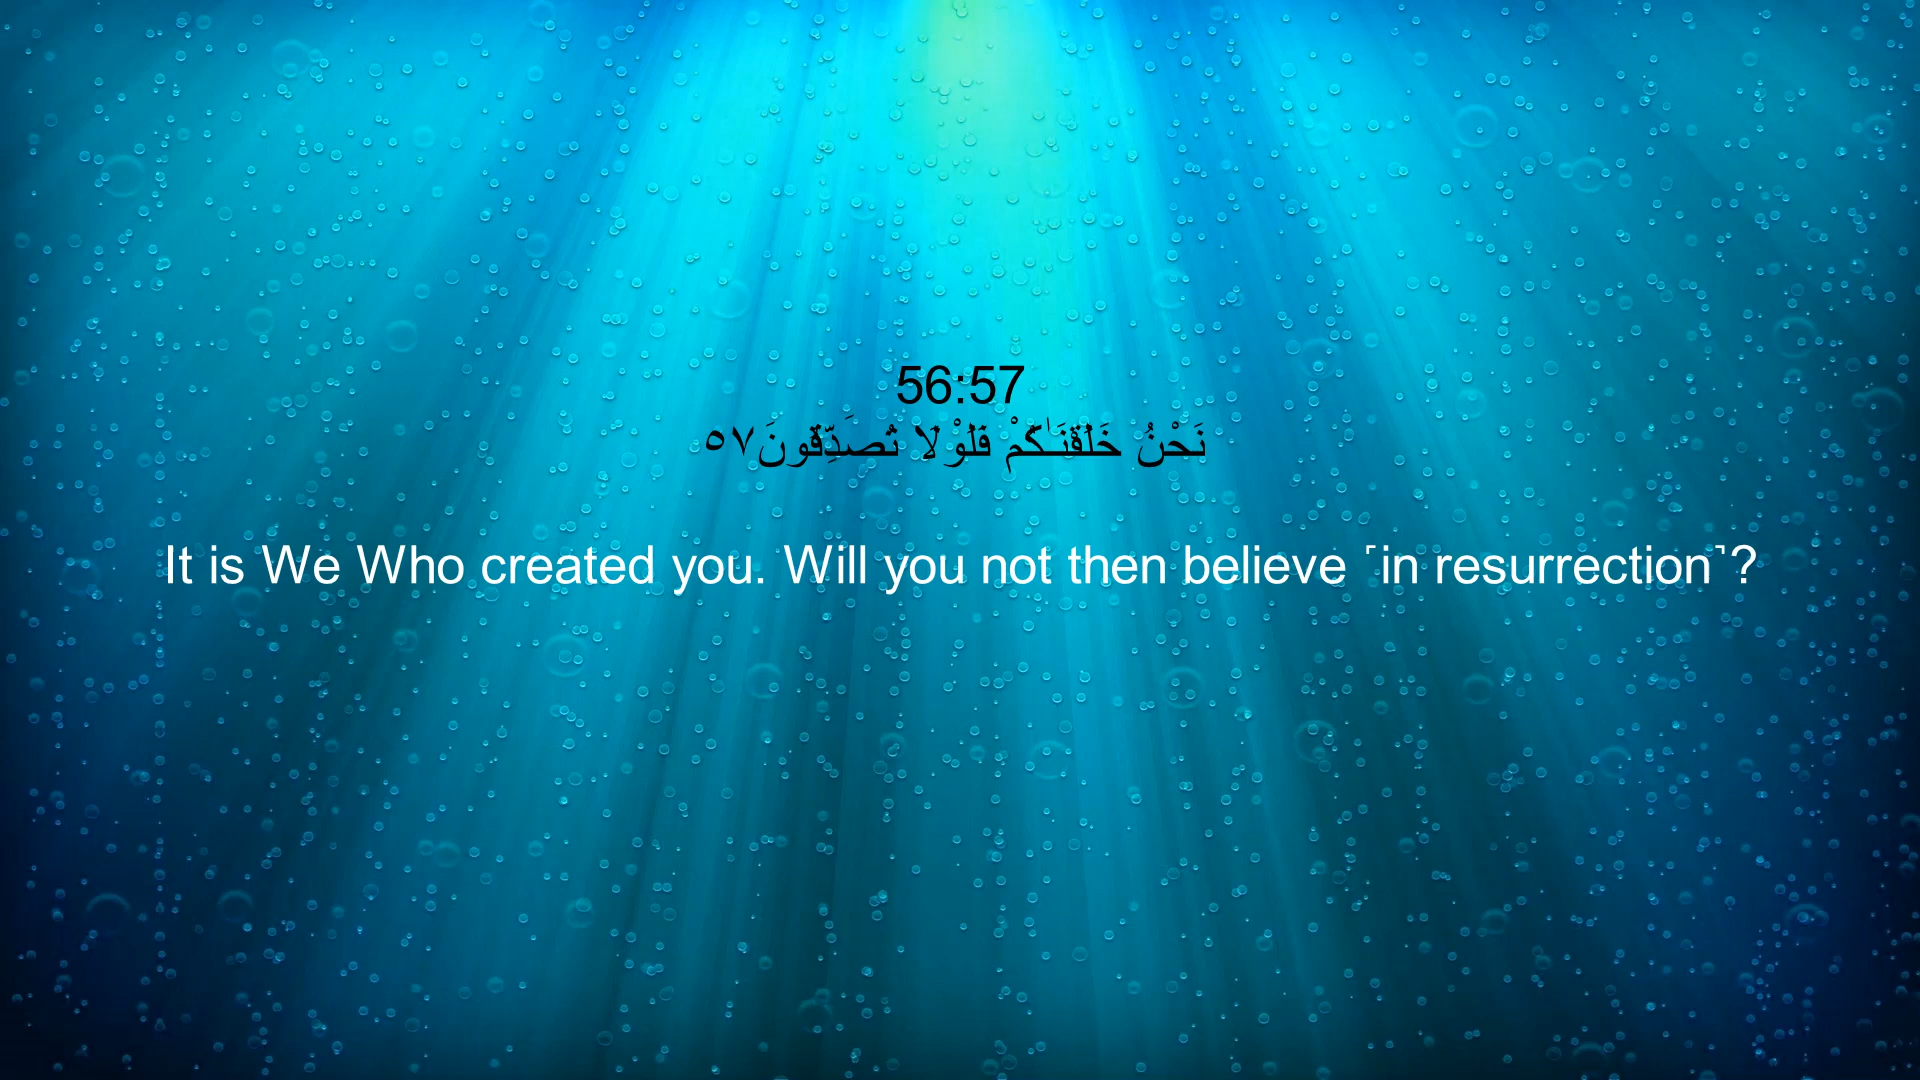 56:57
نَحْنُ خَلَقْنَـٰكُمْ فَلَوْلَا تُصَدِّقُونَ٥٧
It is We Who created you. Will you not then believe ˹in resurrection˺?